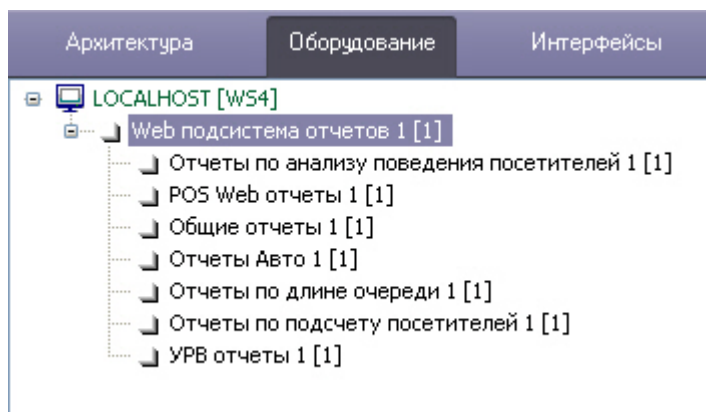 Архитектура Оборудование Интерфейсы
LOCALHOST [WS4]
Web подсистема отчетов 1 [1]
Отчеты по анализу поведения посетителей 1 [1]
POS Web отчеты 1 [1]
Общие отчеты 1 [1]
Отчеты Авто 1 [1]
Отчеты по длине очереди 1 [1]
Отчеты по подсчету посетителей 1 [1]
УРВ отчеты 1 [1]